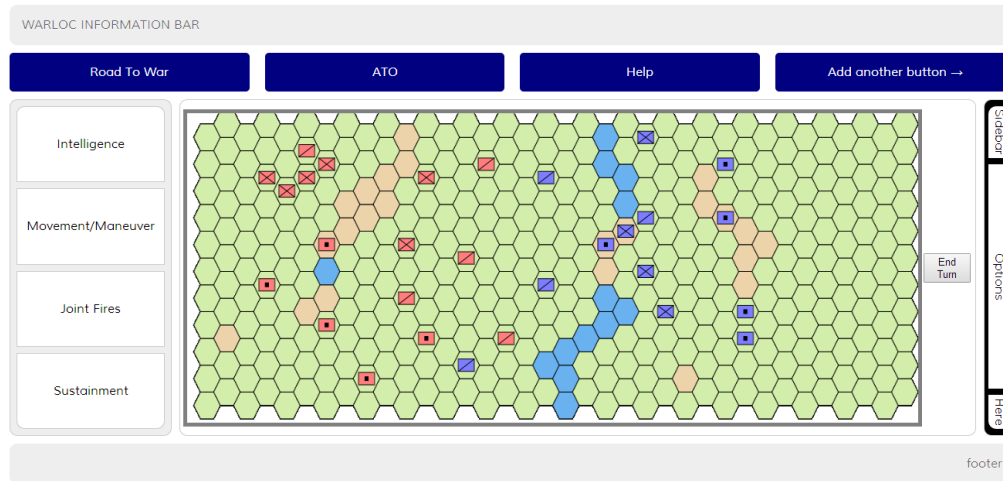 WARLOC INFORMATION BAR
Road To War
ATO
Help
Add another button →
Intelligence
Movement/Maneuver
Joint Fires
Sustainment
End
Turn
Sidebar
Options
Here
footer